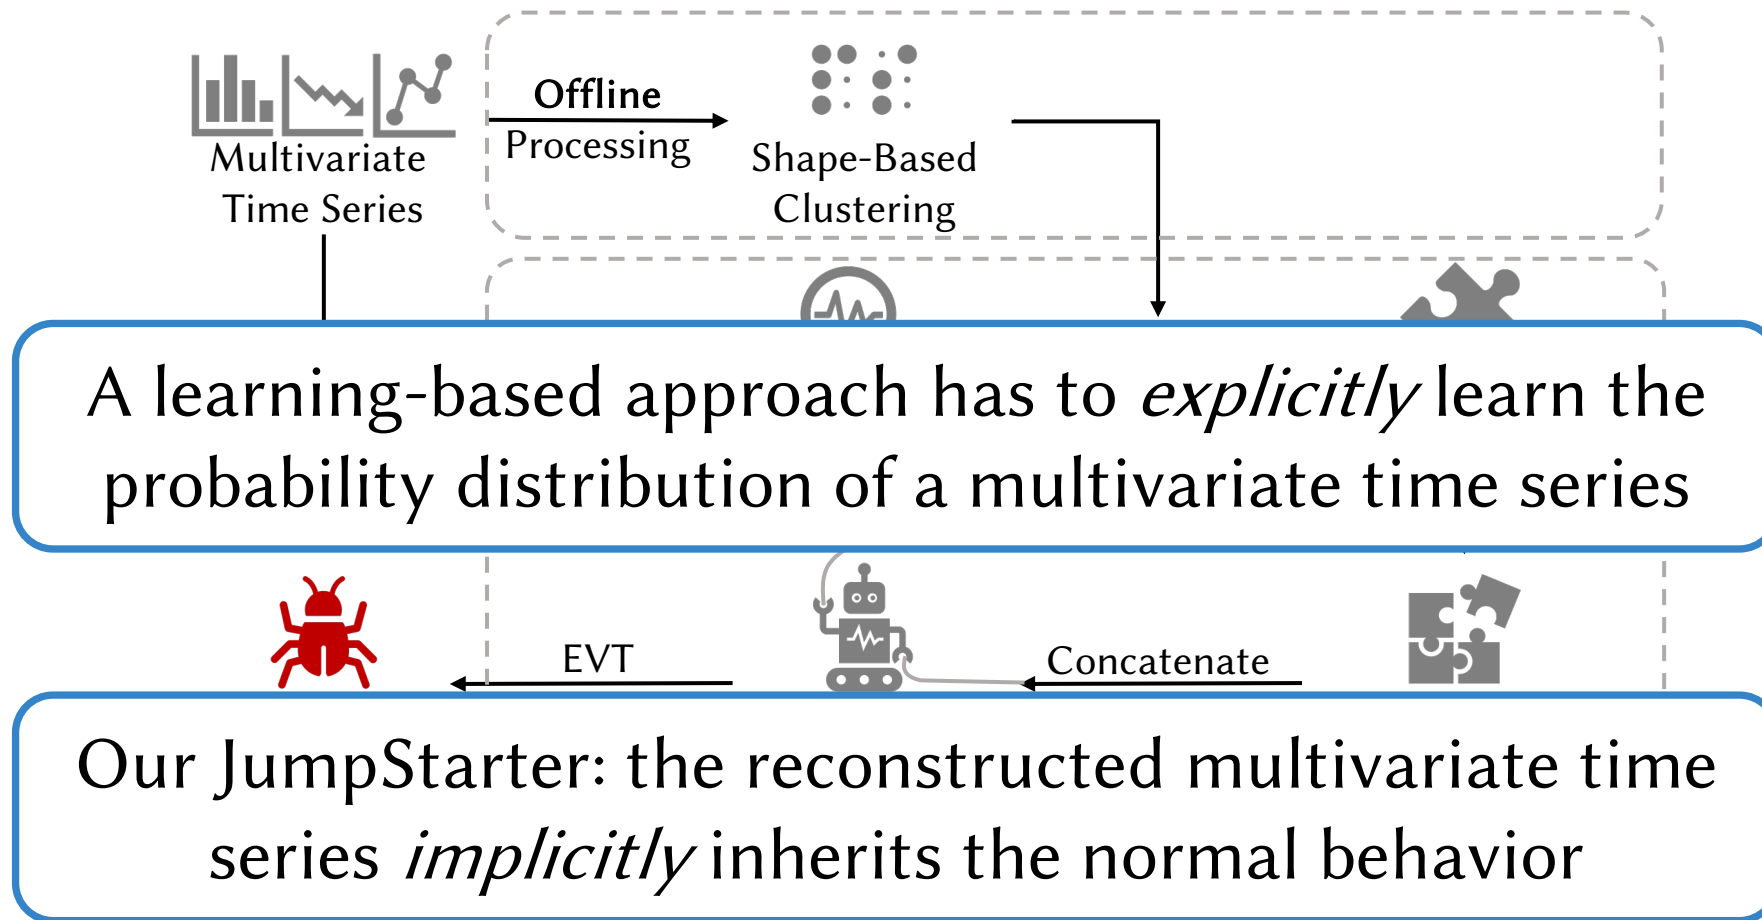 Offline
Processing
Multivariate
Time Series
Shape-Based
Clustering
A learning-based approach has to explicitly learn the
probability distribution of a multivariate time series
EVT
Concatenate
Our JumpStarter: the reconstructed multivariate time
series implicitly inherits the normal behavior